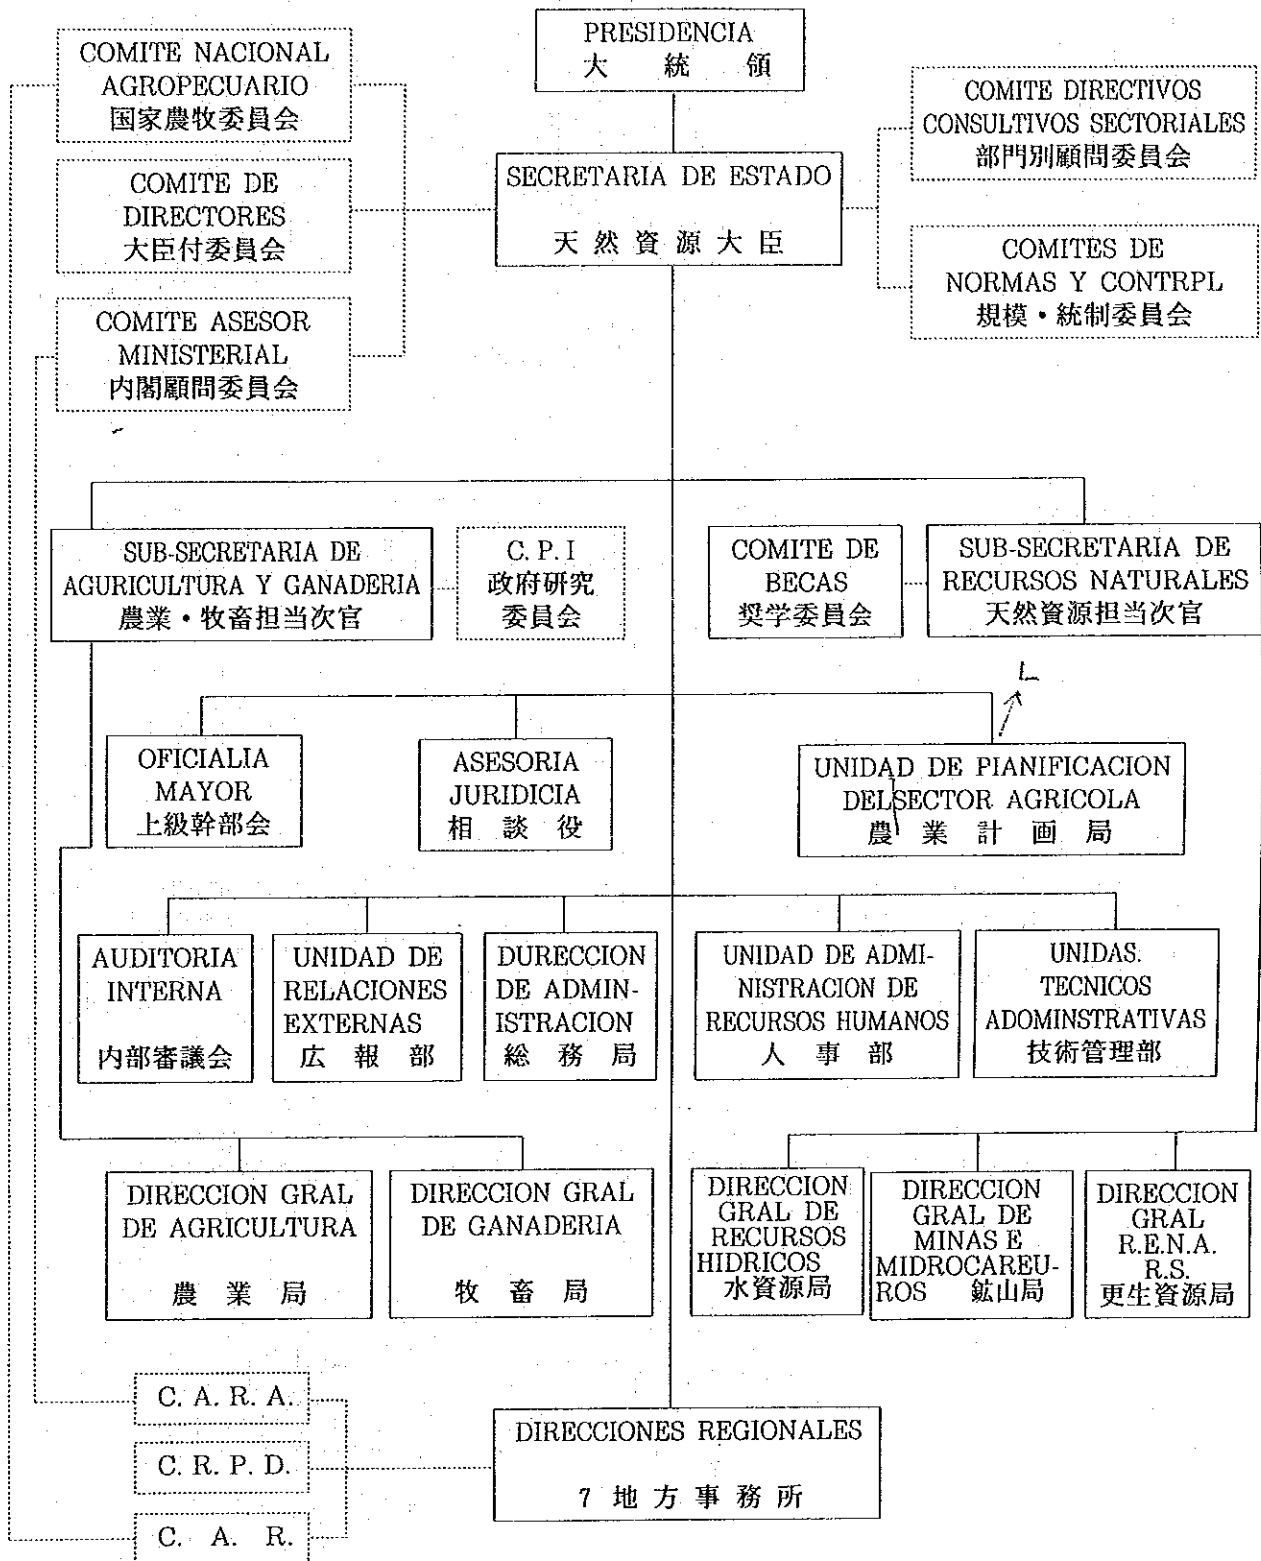 PRESIDENCIA
大統領
COMITE NACIONAL
AGROPECUARIO
国家農牧委員会
COMITE DIRECTIVOS
CONSULTIVOS SECTORIALES
部門別顧問委員会
COMITE DE
DIRECTORES
大臣付委員会
SECRETARIA DE ESTADO
天然資源大臣
COMITES DE
NORMAS Y CONTRPL
規模・統制委員会
COMITE ASESOR
MINISTERIAL
内閣顧問委員会
SUB-SECRETARIA DE
AGURICULTURA Y GANADERIA
農業・牧畜担当次官
C. P. I
政府研究
委員会
COMITE DE
BECAS
奨学委員会
SUB-SECRETARIA DE
RECURSOS NATURALES
天然資源担当次官
L
OFICIALIA
MAYOR
上級幹部会
ASESORIA
JURIDICIA
相談役
UNIDAD DE PIANIFICACION
DELSECTOR AGRICOLA
農業計画局
AUDITORIA
INTERNA
内部審議会
UNIDAD DE
RELACIONES
EXTERNAS
広報部
DURECCION
DE ADMIN-
ISTRACION
総務局
UNIDAD DE ADMI-
NISTRACION DE
RECURSOS HUMANOS
人事部
UNIDAS.
TECNICOS
ADOMINSTRATIVAS
技術管理部
DIRECCION GRAL
DE AGRICULTURA
農業局
DIRECCION GRAL
DE GANADERIA
牧畜局
DIRECCION
GRAL DE
RECURSOS
HIDRICOS
水資源局
DIRECCION
GRAL DE
MINAS E
MIDROCAREU-
ROS 鉱山局
DIRECCION
GRAL
R.E.N.A.
R.S.
更生資源局
C. A. R. A.
C. R. P. D.
C. A. R.
DIRECCIONES REGIONALES
7地方事務所